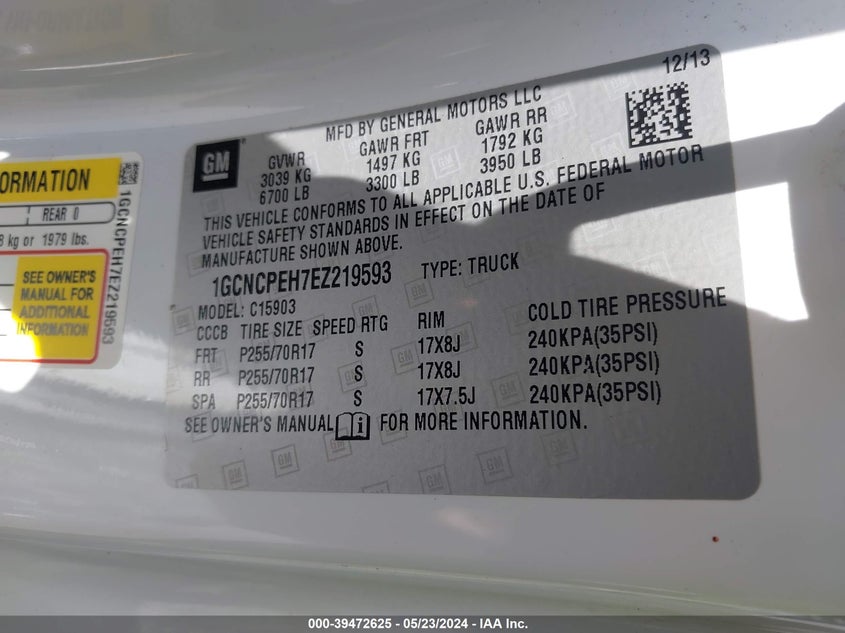 12/13
MFD BY GENERAL MOTORS LLC
GM
GVWR GAWR FRT GAWR RR
3039 KG 1497 KG 1792 KG
6700 LB 3300 LB 3950 LB
THIS VEHICLE CONFORMS TO ALL APPLICABLE U.S. FEDERAL MOTOR
VEHICLE SAFETY STANDARDS IN EFFECT ON THE DATE OF
MANUFACTURE SHOWN ABOVE.
1GCNCPEH7EZ219593 TYPE: TRUCK
MODEL: C15903
CCCB TIRE SIZE SPEED RTG RIM COLD TIRE PRESSURE
FRT P255/70R17 S 17X8J 240KPA(35PSI)
RR P255/70R17 S 17X8J 240KPA(35PSI)
SPA P255/70R17 S 17X7.5J 240KPA(35PSI)
SEE OWNER'S MANUAL i FOR MORE INFORMATION.
ORMATION
REAR 0
8 kg or 1979 lbs.
SEE OWNER'S
MANUAL FOR
ADDITIONAL
INFORMATION
1GCNCPEH7EZ219593
000-39472625 - 05/23/2024 - IAA Inc.